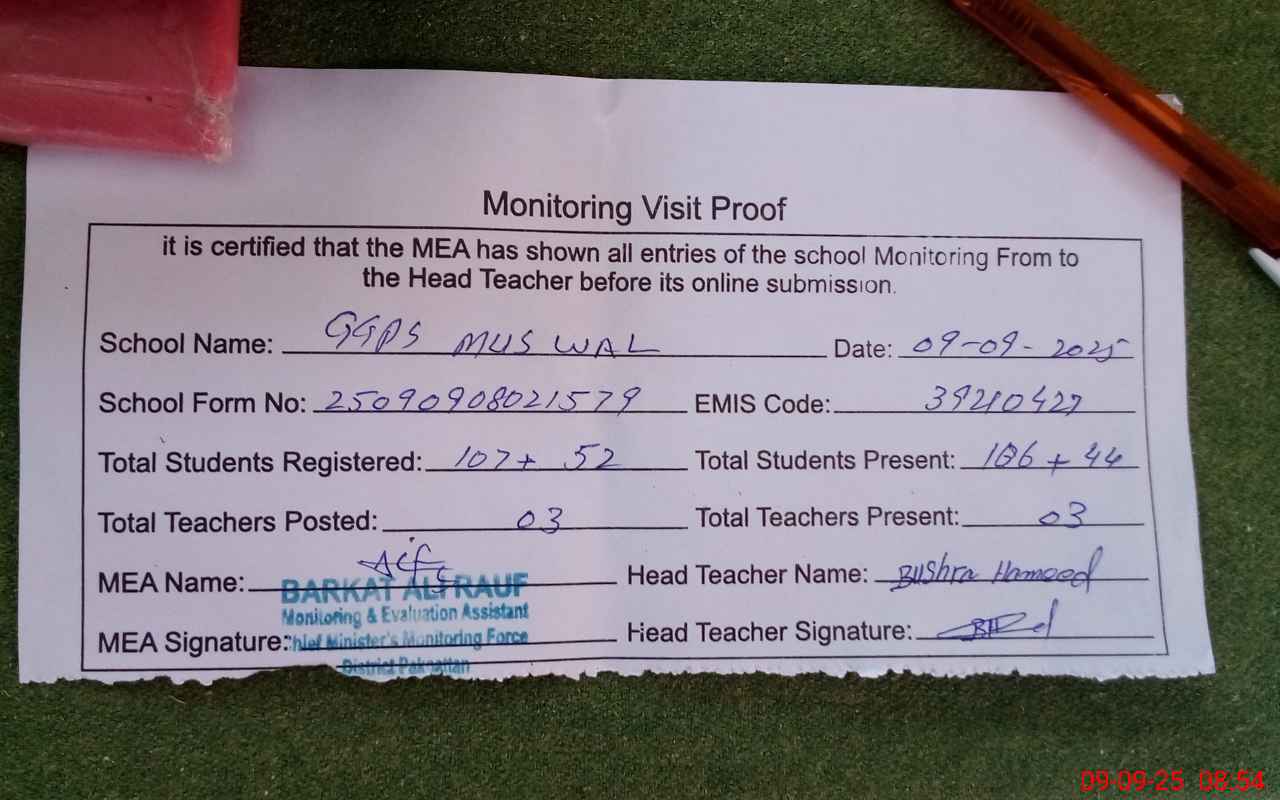 Monitoring Visit Proof
it is certified that the MEA has shown all entries of the school Monitoring From to
the Head Teacher before its online submission.
School Name: GGPS MUSWAL Date: 09-09-2025
School Form No: 25090908021579 EMIS Code: 39210427
Total Students Registered: 107+ 52 Total Students Present: 106 + 44
Total Teachers Posted: 03 Total Teachers Present: 03
MEA Name: Head Teacher Name: Bushra Hameed
BARKAT ALI RAUF
Monitoring & Evaluation Assistant
MEA Signature: Chief Minister's Monitoring Force Head Teacher Signature:
District Pakpattan
09-09-25 08:54